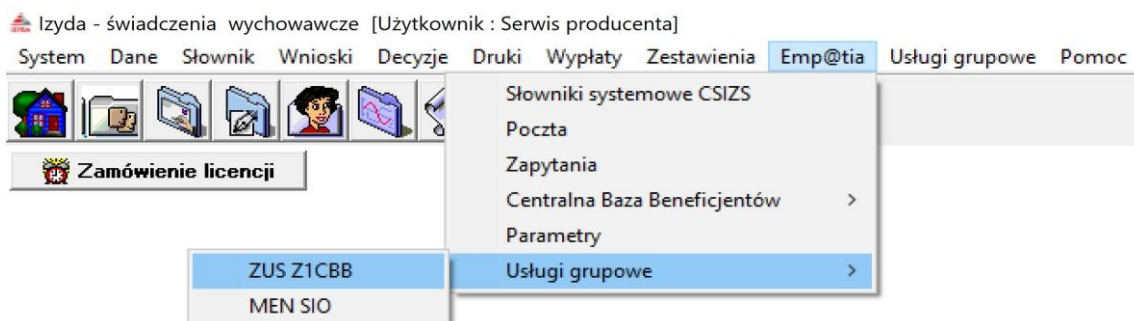 Izyda - świadczenia wychowawcze [Użytkownik : Serwis producenta]
System Dane Słownik Wnioski Decyzje Druki Wypłaty Zestawienia Emp@tia Usługi grupowe Pomoc
Słowniki systemowe CSIZS
Poczta
Zapytania
Zamówienie licencji
Centralna Baza Beneficjentów >
Parametry
Usługi grupowe >
ZUS Z1CBB
MEN SIO